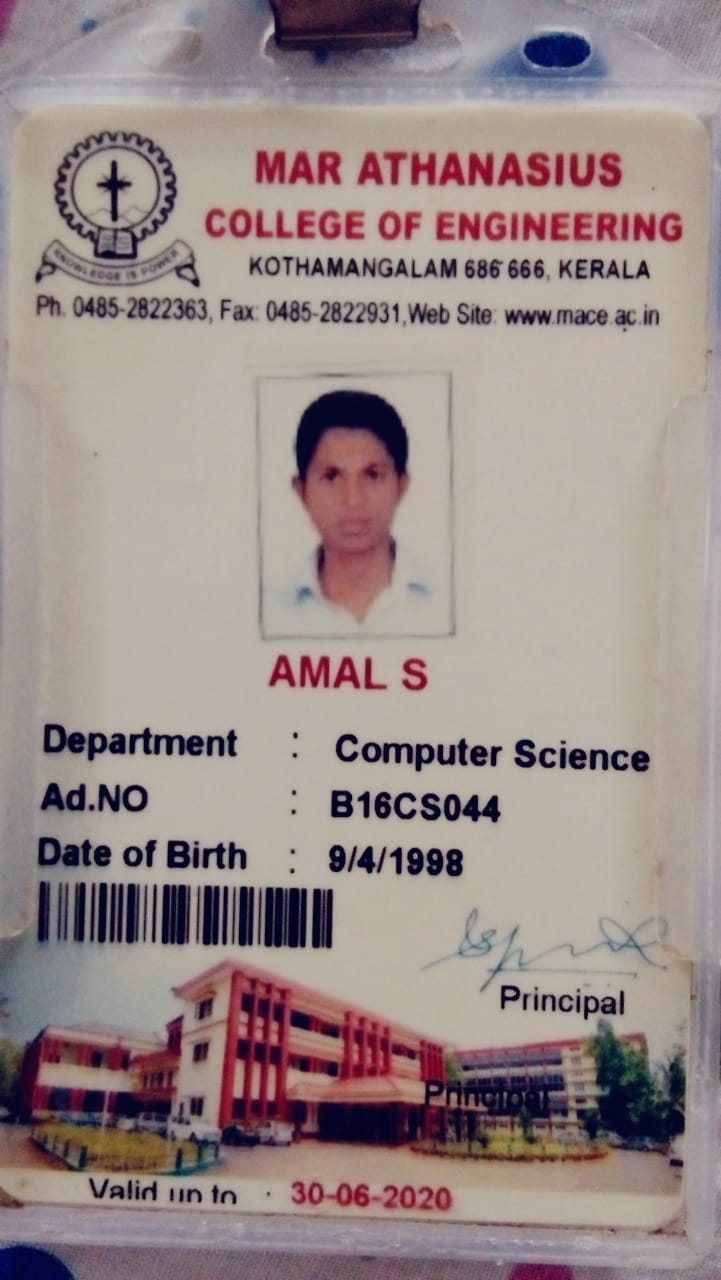 MAR ATHANASIUS
COLLEGE OF ENGINEERING
KNOWLEDGE IS POWER
KOTHAMANGALAM 686 666, KERALA
Ph. 0485-2822363, Fax: 0485-2822931,Web Site: www.mace.ac.in
AMAL S
Department : Computer Science
Ad.NO : B16CS044
Date of Birth : 9/4/1998
Principal
Principal
Valid up to : 30-06-2020